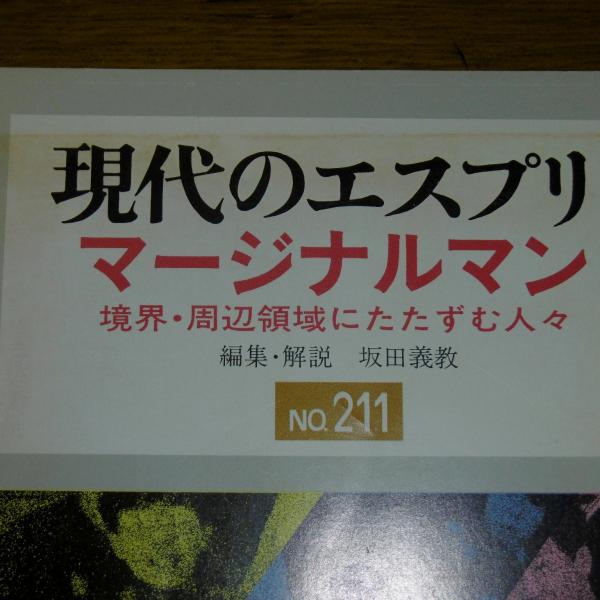 現代のエスプリ
マージナルマン
境界・周辺領域にたたずむ人々
編集・解説 坂田義教
NO. 211